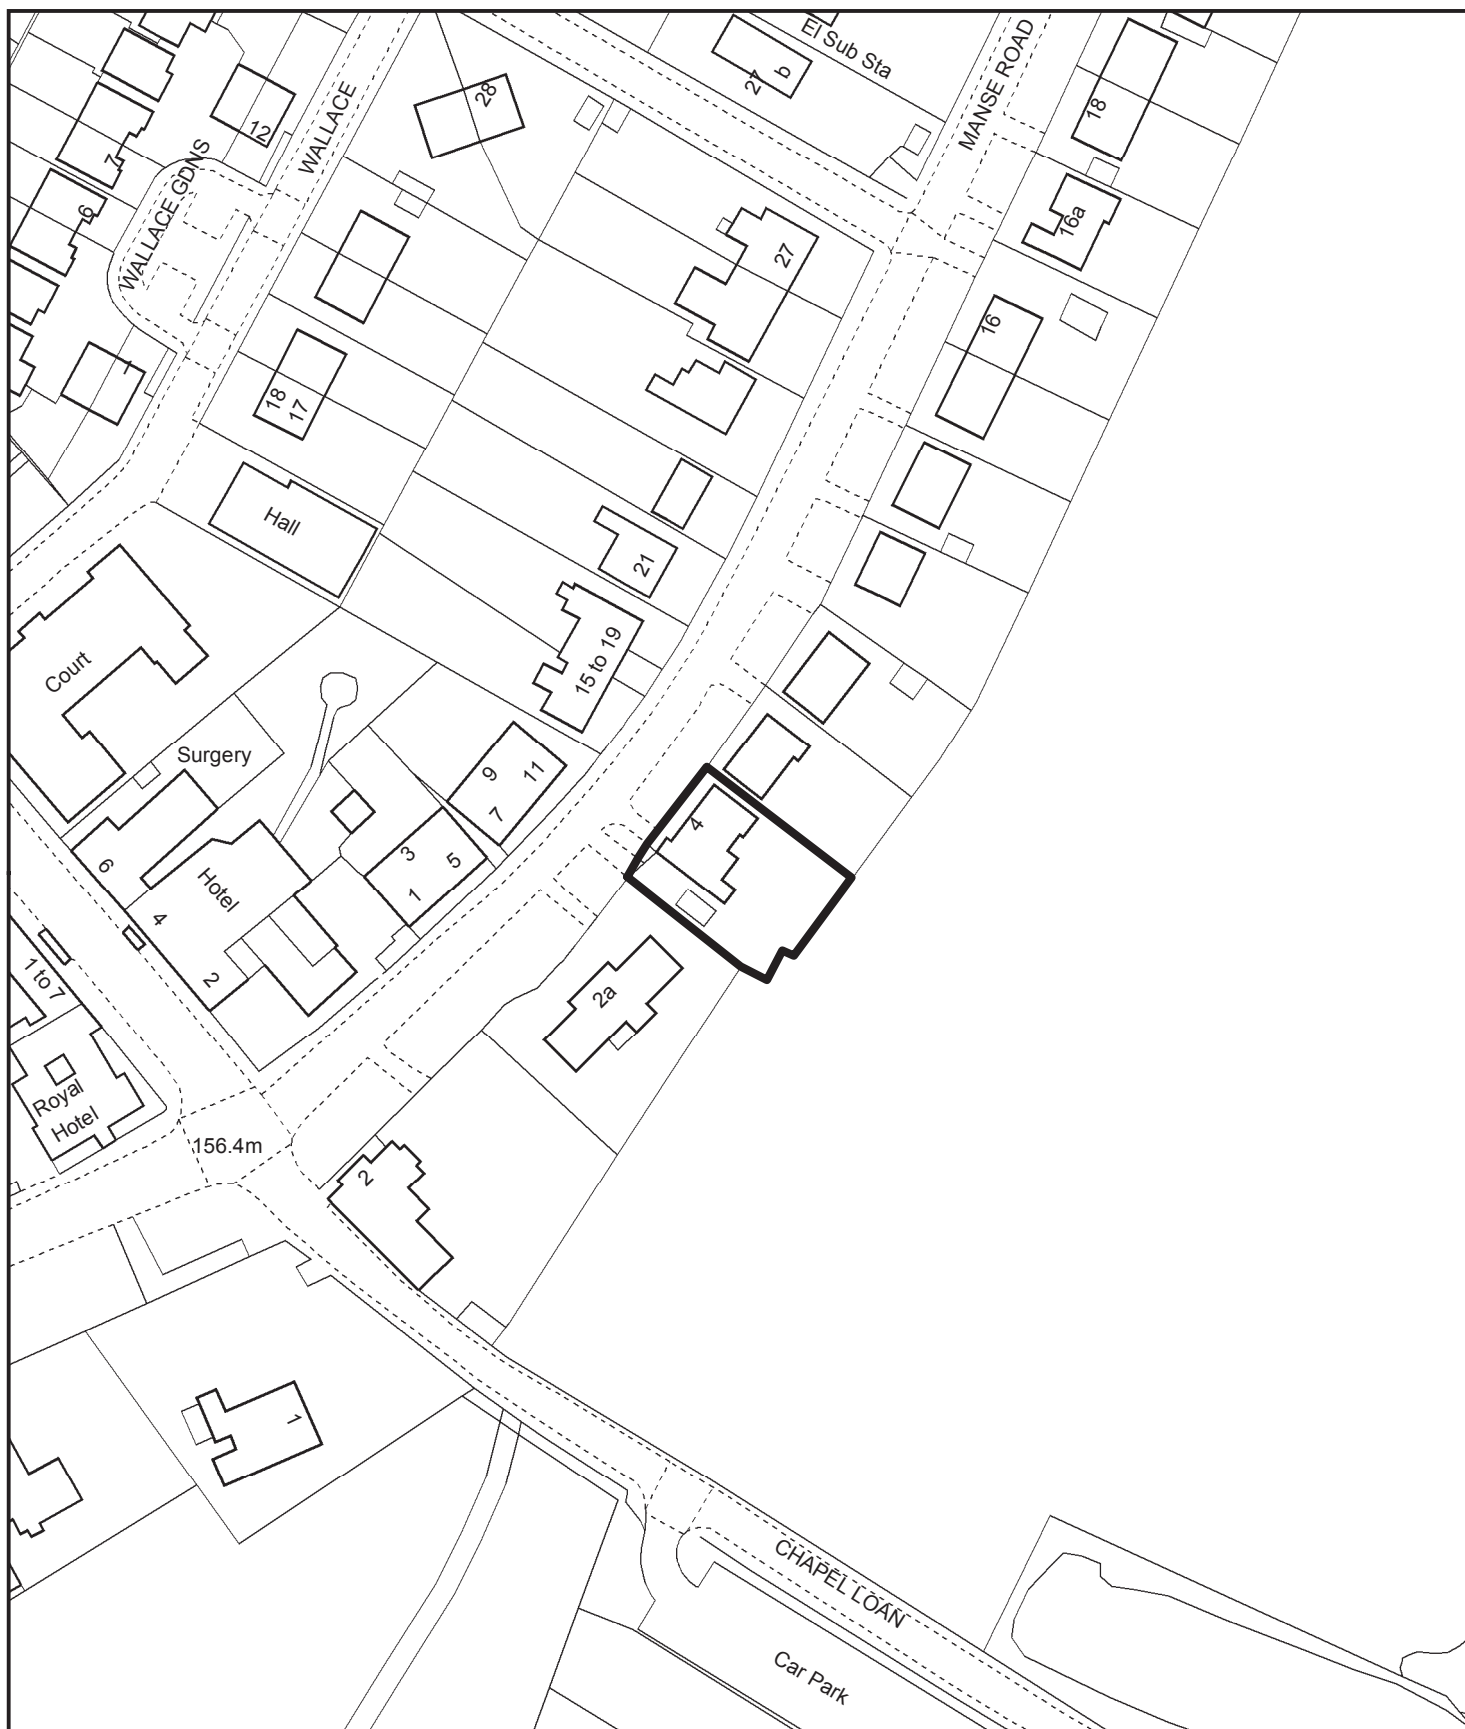 El Sub Sta
27
b
MANSE ROAD
18
28
12
WALLACE
WALLACE GDNS
7
6
16a
27
16
1
18
17
Hall
21
15 to 19
Court
Surgery
9
11
7
4
3
5
1
6
Hotel
4
2
1 to 7
2a
Royal
Hotel
156.4m
2
1
CHAPEL LOAN
Car Park